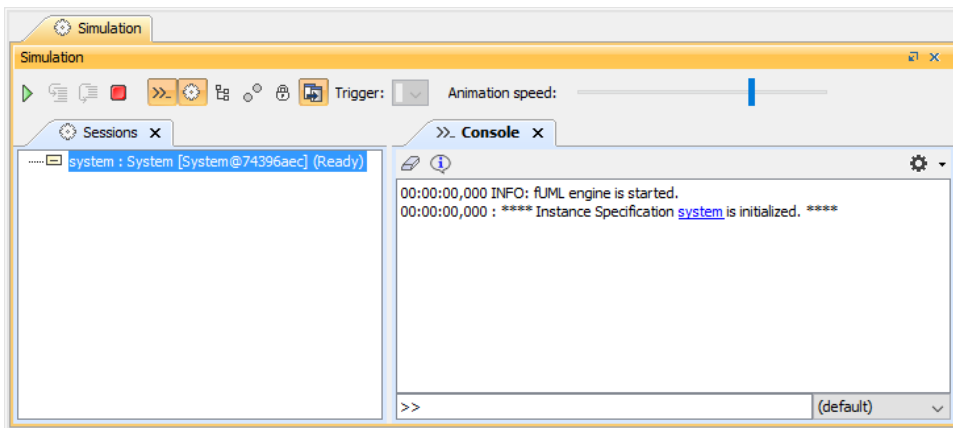 Simulation
Simulation
Trigger:
Animation speed:
Sessions
>>_ Console
system : System [System@74396aec] (Ready)
00:00:00,000 INFO: fUML engine is started.
00:00:00,000 : **** Instance Specification system is initialized. ****
>>
(default)